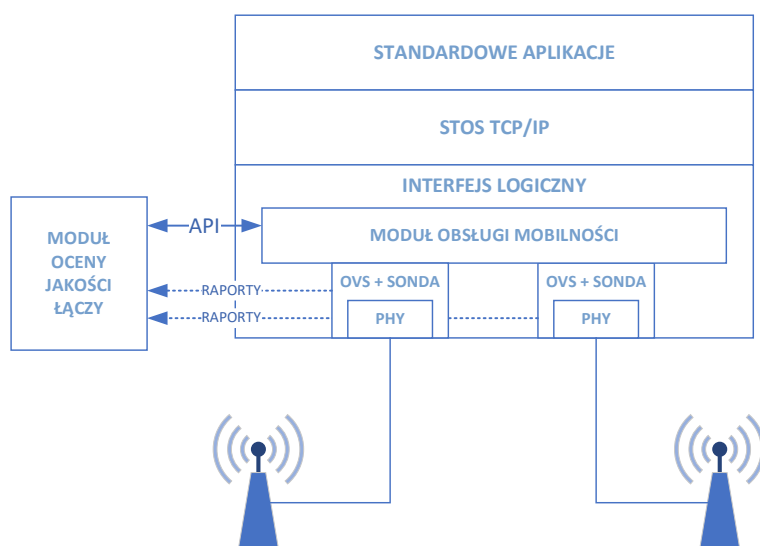 STANDARDOWE APLIKACJE
STOS TCP/IP
INTERFEJS LOGICZNY
MODUŁ OBSŁUGI MOBILNOŚCI
MODUŁ
OCENY
JAKOŚCI
ŁĄCZY
API
RAPORTY
RAPORTY
OVS + SONDA
PHY
OVS + SONDA
PHY